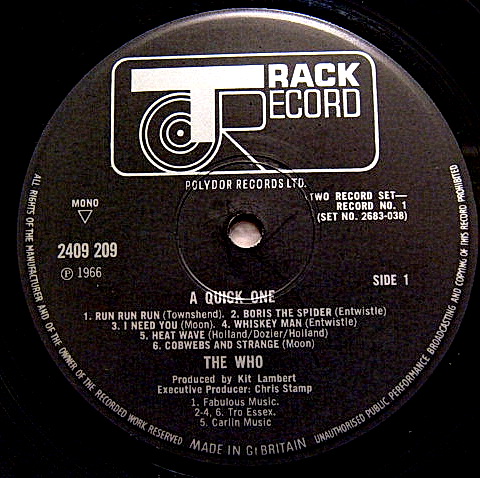 TRACK
RECORD
POLYDOR RECORDS LTD.
MONO
TWO RECORD SET—
RECORD NO. 1
(SET NO. 2683-038)
2409 209
Ⓟ 1966
SIDE 1
A QUICK ONE
1. RUN RUN RUN (Townshend). 2. BORIS THE SPIDER (Entwistle)
3. I NEED YOU (Moon). 4. WHISKEY MAN (Entwistle)
5. HEAT WAVE (Holland/Dozier/Holland)
6. COBWEBS AND STRANGE (Moon)
THE WHO
Produced by Kit Lambert
Executive Producer: Chris Stamp
1. Fabulous Music.
2-4, 6. Tro Essex.
5. Carlin Music
ALL RIGHTS OF THE MANUFACTURER AND OF THE OWNER OF THE RECORDED WORK RESERVED
MADE IN Gt BRITAIN
UNAUTHORISED PUBLIC PERFORMANCE BROADCASTING AND COPYING OF THIS RECORD PROHIBITED